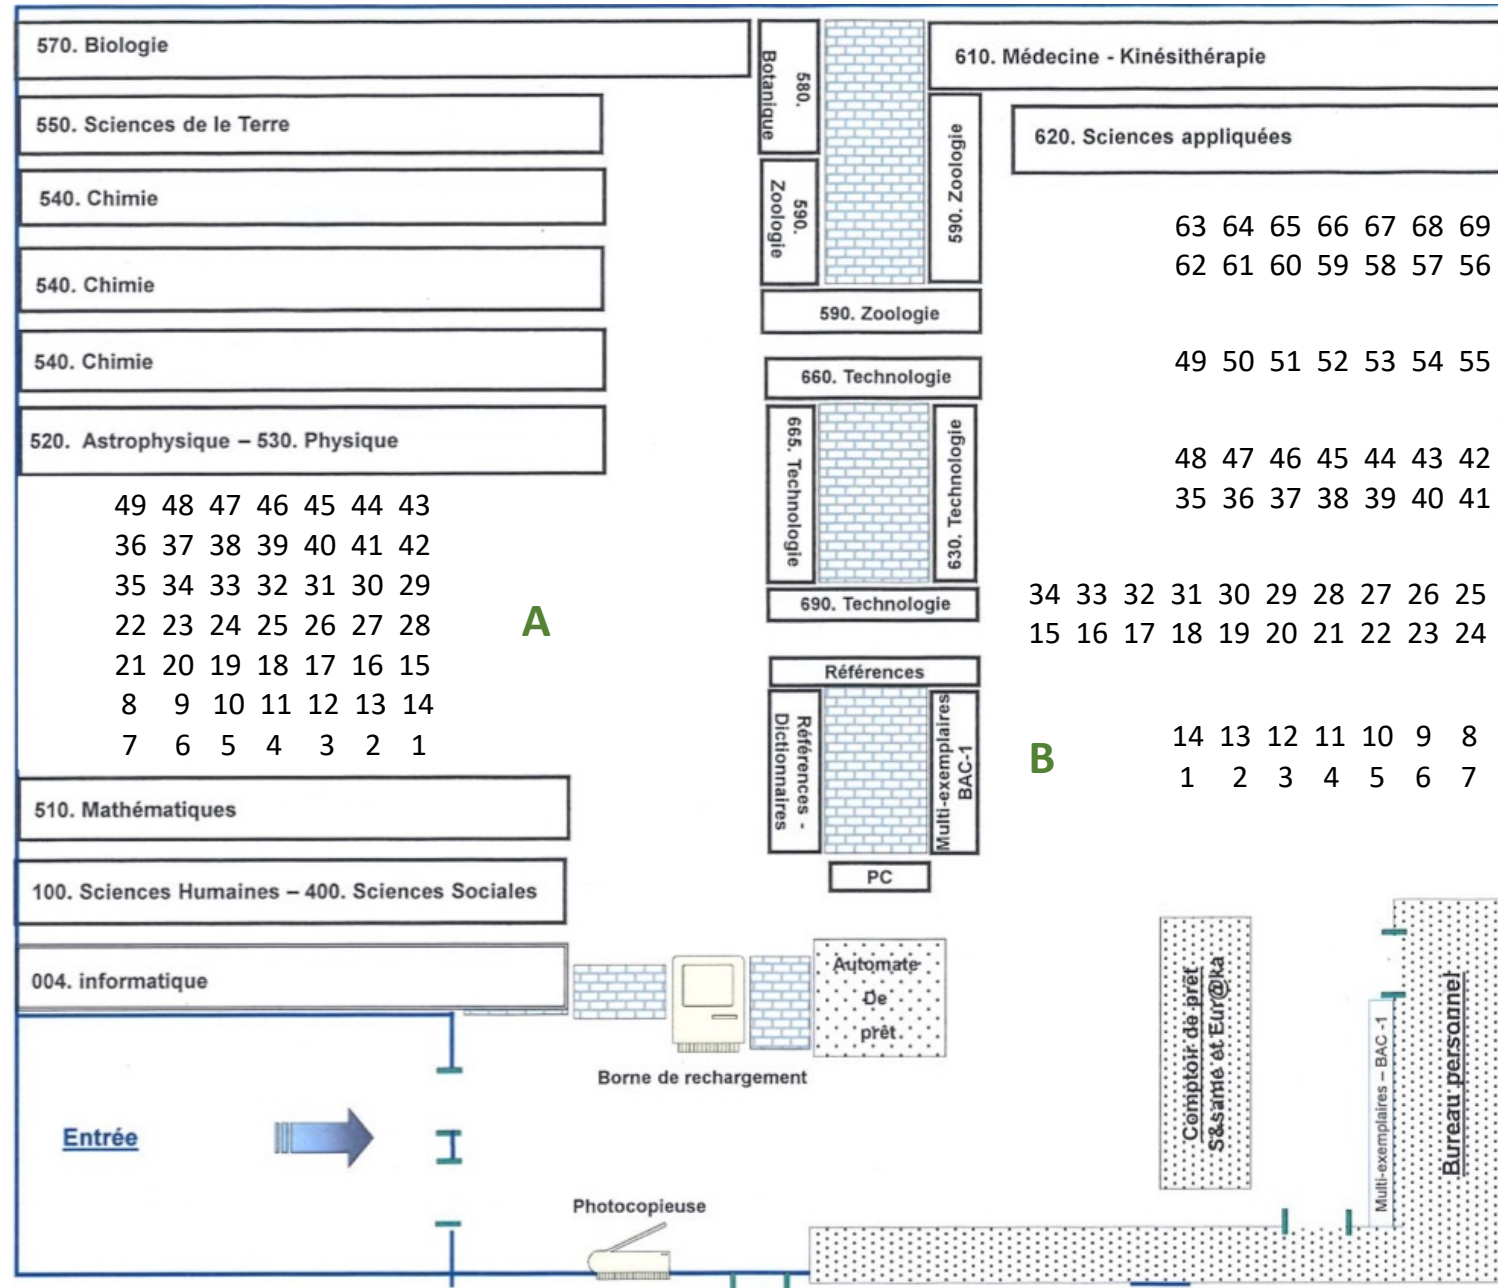 570. Biologie
580.
Botanique
610. Médecine - Kinésithérapie
550. Sciences de le Terre
590. Zoologie
620. Sciences appliquées
540. Chimie
590.
Zoologie
63 64 65 66 67 68 69
62 61 60 59 58 57 56
540. Chimie
590. Zoologie
540. Chimie
660. Technologie
49 50 51 52 53 54 55
520. Astrophysique – 530. Physique
665. Technologie
630. Technologie
48 47 46 45 44 43 42
35 36 37 38 39 40 41
49 48 47 46 45 44 43
36 37 38 39 40 41 42
35 34 33 32 31 30 29
22 23 24 25 26 27 28
21 20 19 18 17 16 15
8 9 10 11 12 13 14
7 6 5 4 3 2 1
A
690. Technologie
34 33 32 31 30 29 28 27 26 25
15 16 17 18 19 20 21 22 23 24
Références
Références -
Dictionnaires
Multi-exemplaires
BAC-1
B
14 13 12 11 10 9 8
1 2 3 4 5 6 7
510. Mathématiques
PC
100. Sciences Humaines – 400. Sciences Sociales
004. informatique
Automate
De
prêt
Borne de rechargement
Comptoir de prêt
S&same et Eur@ka
Multi-exemplaires – BAC -1
Bureau personnel
Entrée
Photocopieuse